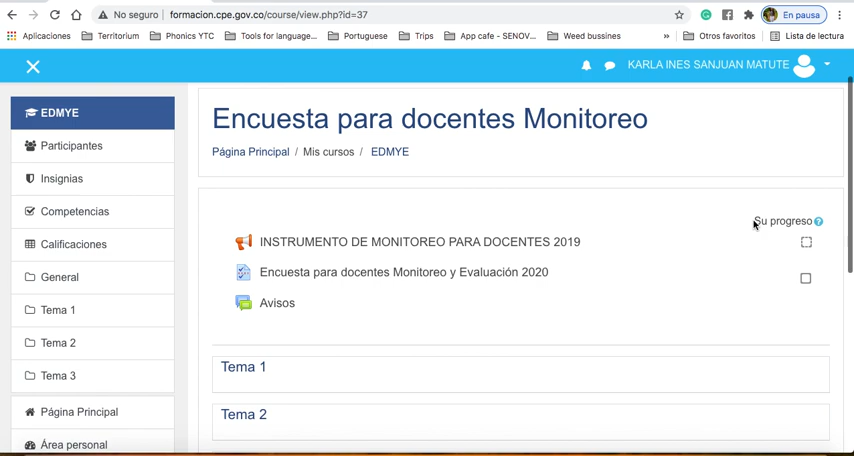 No seguro formacion.cpe.gov.co/course/view.php?id=37 En pausa
Aplicaciones Territorium Phonics YTC Tools for language... Portuguese Trips App cafe - SENOV... Weed bussines » Otros favoritos Lista de lectura
KARLA INES SANJUAN MATUTE
EDMYE
Participantes
Insignias
Competencias
Calificaciones
General
Tema 1
Tema 2
Tema 3
Página Principal
Área personal
Encuesta para docentes Monitoreo
Página Principal / Mis cursos / EDMYE
Su progreso ?
INSTRUMENTO DE MONITOREO PARA DOCENTES 2019
Encuesta para docentes Monitoreo y Evaluación 2020
Avisos
Tema 1
Tema 2